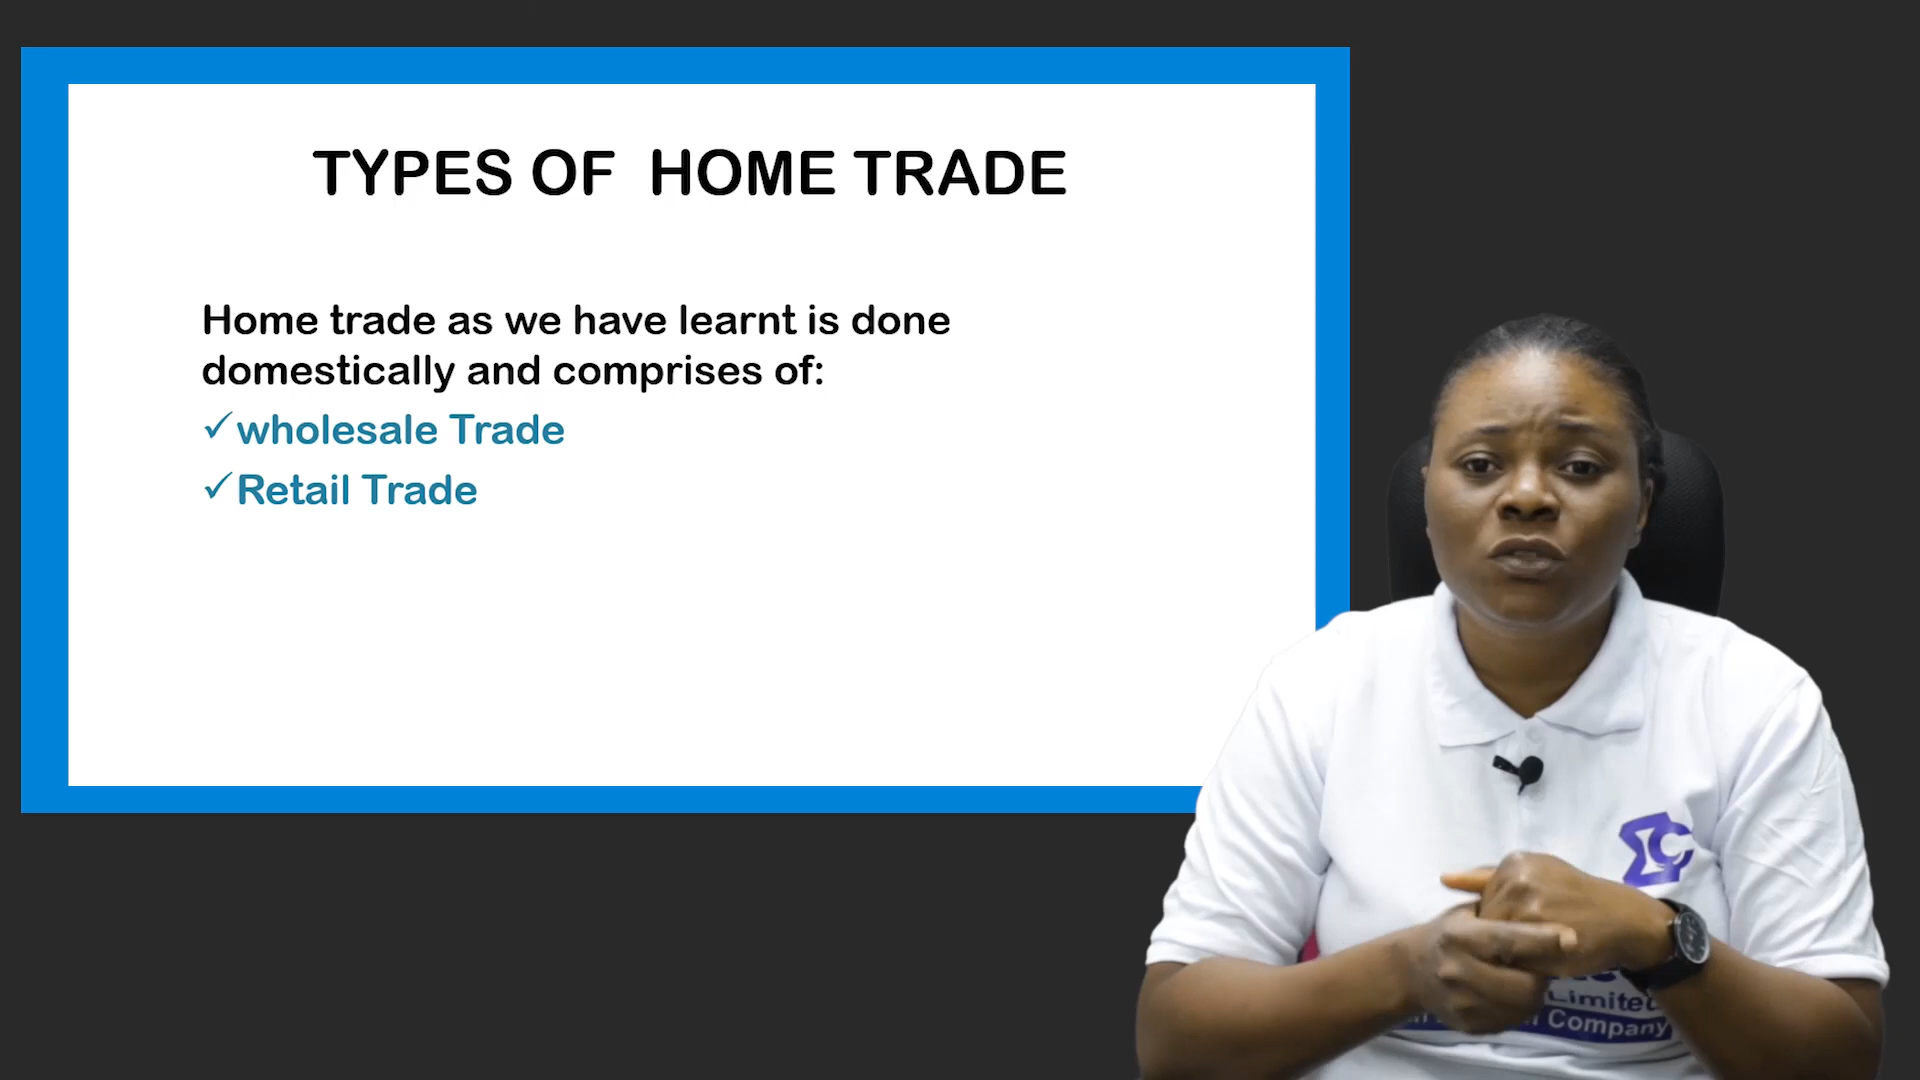 TYPES OF HOME TRADE
Home trade as we have learnt is done
domestically and comprises of:
✓wholesale Trade
✓Retail Trade
Limited
Company